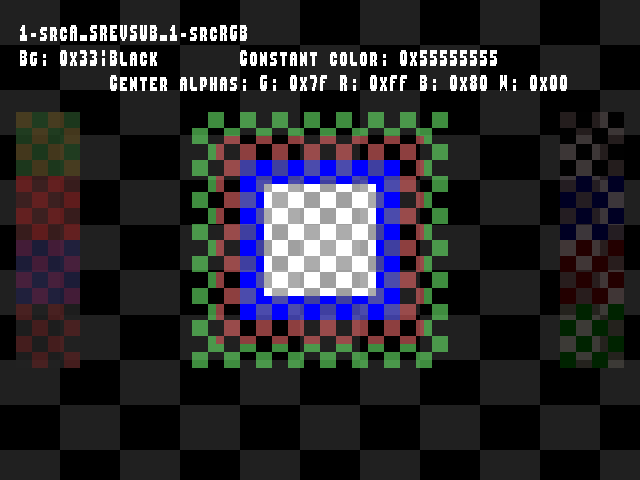 1-srcA_SREVSUB_1-srcRGB
Bg: 0x33¦Black Constant color: 0x55555555
Center alphas: G: 0x7f R: 0xff B: 0x80 W: 0x00